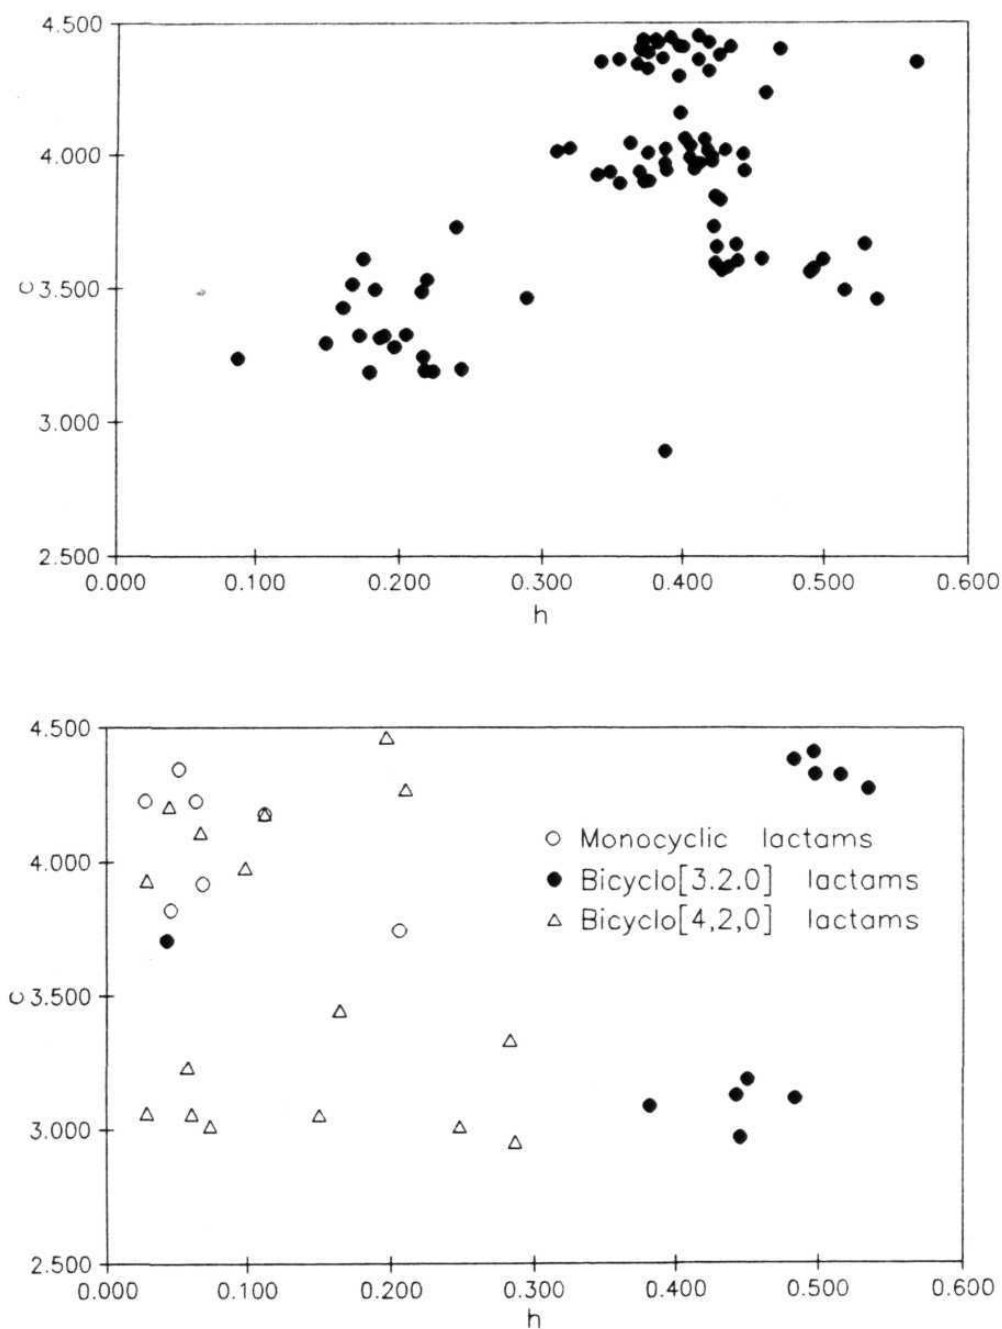 4.500
4.000
c 3.500
3.000
2.500
0.000 0.100 0.200 0.300 0.400 0.500 0.600
h
4.500
4.000
c 3.500
3.000
2.500
Monocyclic lactams
Bicyclo[3.2.0] lactams
Bicyclo[4,2,0] lactams
0.000 0.100 0.200 0.300 0.400 0.500 0.600
h